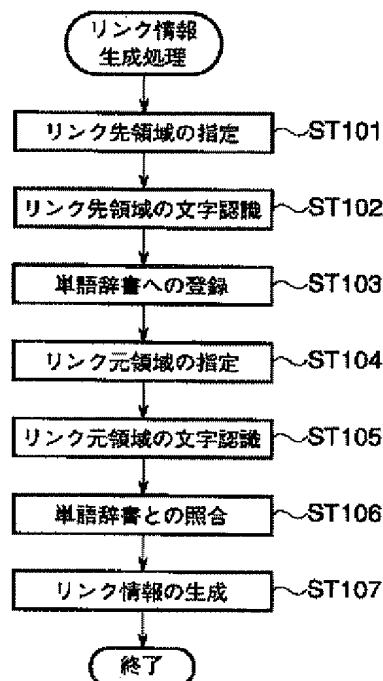 リンク情報
生成処理
リンク先領域の指定 ST101
リンク先領域の文字認識 ST102
単語辞書への登録 ST103
リンク元領域の指定 ST104
リンク元領域の文字認識 ST105
単語辞書との照合 ST106
リンク情報の生成 ST107
終了